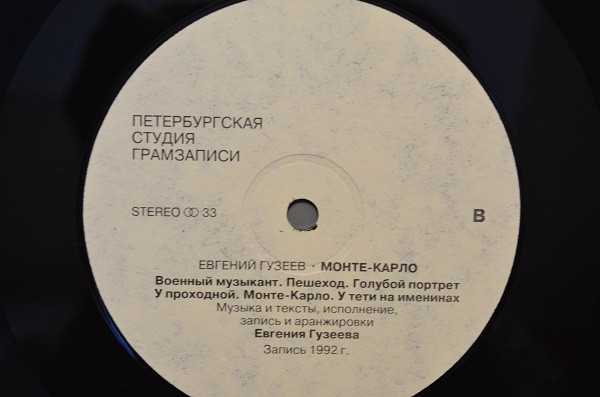 ПЕТЕРБУРГСКАЯ
СТУДИЯ
ГРАМЗАПИСИ
STEREO ꝏ 33
В
ЕВГЕНИЙ ГУЗЕЕВ · МОНТЕ-КАРЛО
Военный музыкант. Пешеход. Голубой портрет
У проходной. Монте-Карло. У тети на именинах
Музыка и тексты, исполнение,
запись и аранжировки
Евгения Гузеева
Запись 1992 г.